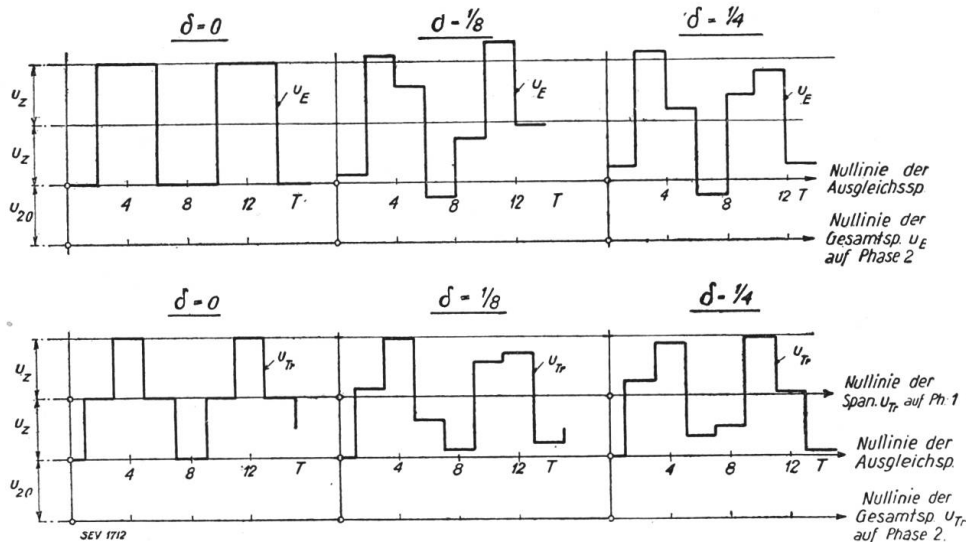 δ=0
δ=1/8
δ=1/4
u_Z
u_Z
u_20
u_E
u_E
u_E
4 8 12 T
4 8 12 T
4 8 12 T
Nullinie der
Ausgleichssp.
Nullinie der
Gesamtsp. u_E
auf Phase 2
δ=0
δ=1/8
δ=1/4
u_Z
u_Z
u_20
u_Tr
u_Tr
u_Tr
4 8 12 T
4 8 12 T
4 8 12 T
Nullinie der
Span. u_Tr auf Ph. 1
Nullinie der
Ausgleichsp.
Nullinie der
Gesamtsp. u_Tr
auf Phase 2.
SEV 1712